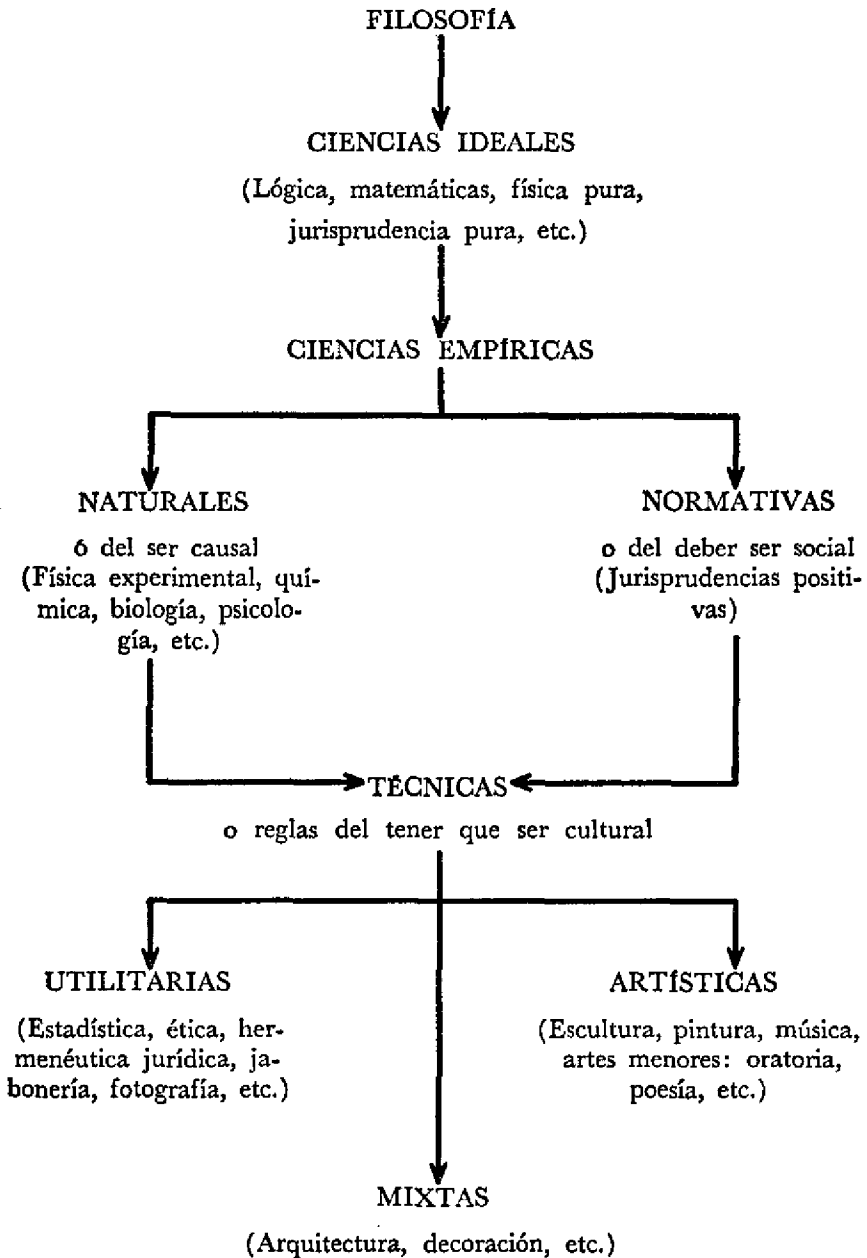 FILOSOFÍA
CIENCIAS IDEALES
(Lógica, matemáticas, física pura,
jurisprudencia pura, etc.)
CIENCIAS EMPÍRICAS
NATURALES
ó del ser causal
(Física experimental, quí-
mica, biología, psicolo-
gía, etc.)
NORMATIVAS
o del deber ser social
(Jurisprudencias positi-
vas)
TÉCNICAS
o reglas del tener que ser cultural
UTILITARIAS
(Estadística, ética, her-
menéutica jurídica, ja-
bonería, fotografía, etc.)
ARTÍSTICAS
(Escultura, pintura, música,
artes menores: oratoria,
poesía, etc.)
MIXTAS
(Arquitectura, decoración, etc.)